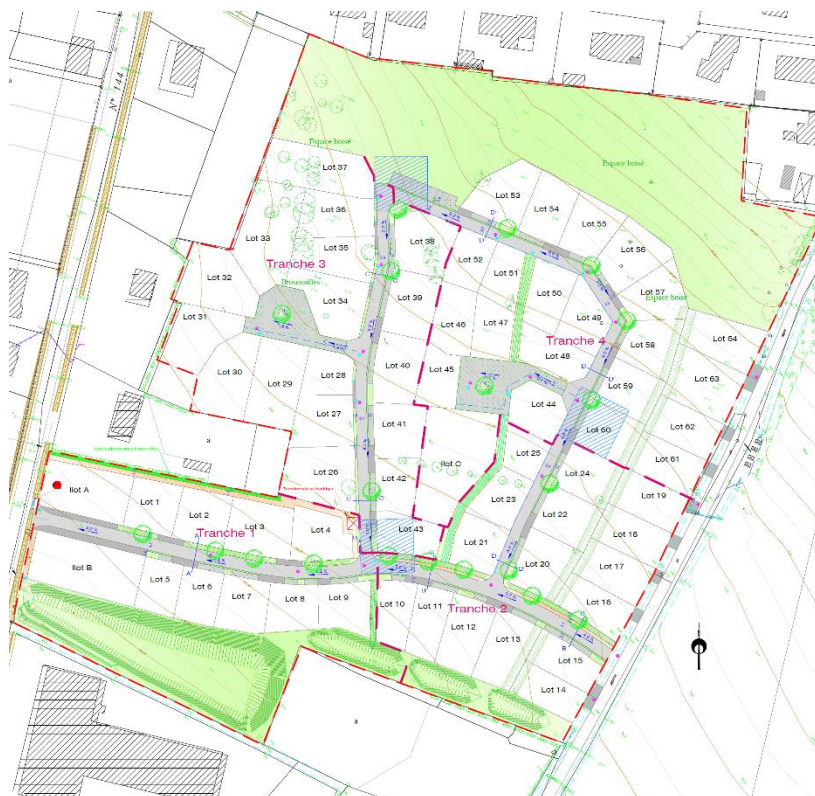 N° 144
Espace boisé
Lot 37
Espace boisé
Lot 53
Lot 36
Lot 54
Lot 33
Lot 35
Lot 38
Lot 55
Lot 56
Tranche 3
Lot 52
Lot 32
Broussailles
Lot 51
Lot 39
Lot 50
Lot 57
Espace boisé
Lot 34
Lot 31
Lot 46
Lot 47
Lot 49
Lot 58
Tranche 4
Lot 64
Lot 48
Lot 40
Lot 45
Lot 30
Lot 29
Lot 28
Lot 63
Lot 59
Lot 44
Lot 27
Lot 41
Lot 62
Lot 60
Lot 61
Lot 25
Lot 26
Ilot C
Lot 24
Lot 42
Ilot A
Lot 1
Lot 23
Lot 19
Lot 2
Lot 22
Lot 3
Lot 4
Lot 43
Tranche 1
Lot 18
Lot 21
Lot 17
Ilot B
Lot 20
Lot 5
Lot 6
Lot 7
Lot 8
Lot 9
Lot 10
Lot 11
Tranche 2
Lot 16
Lot 12
Lot 13
Lot 15
Lot 14